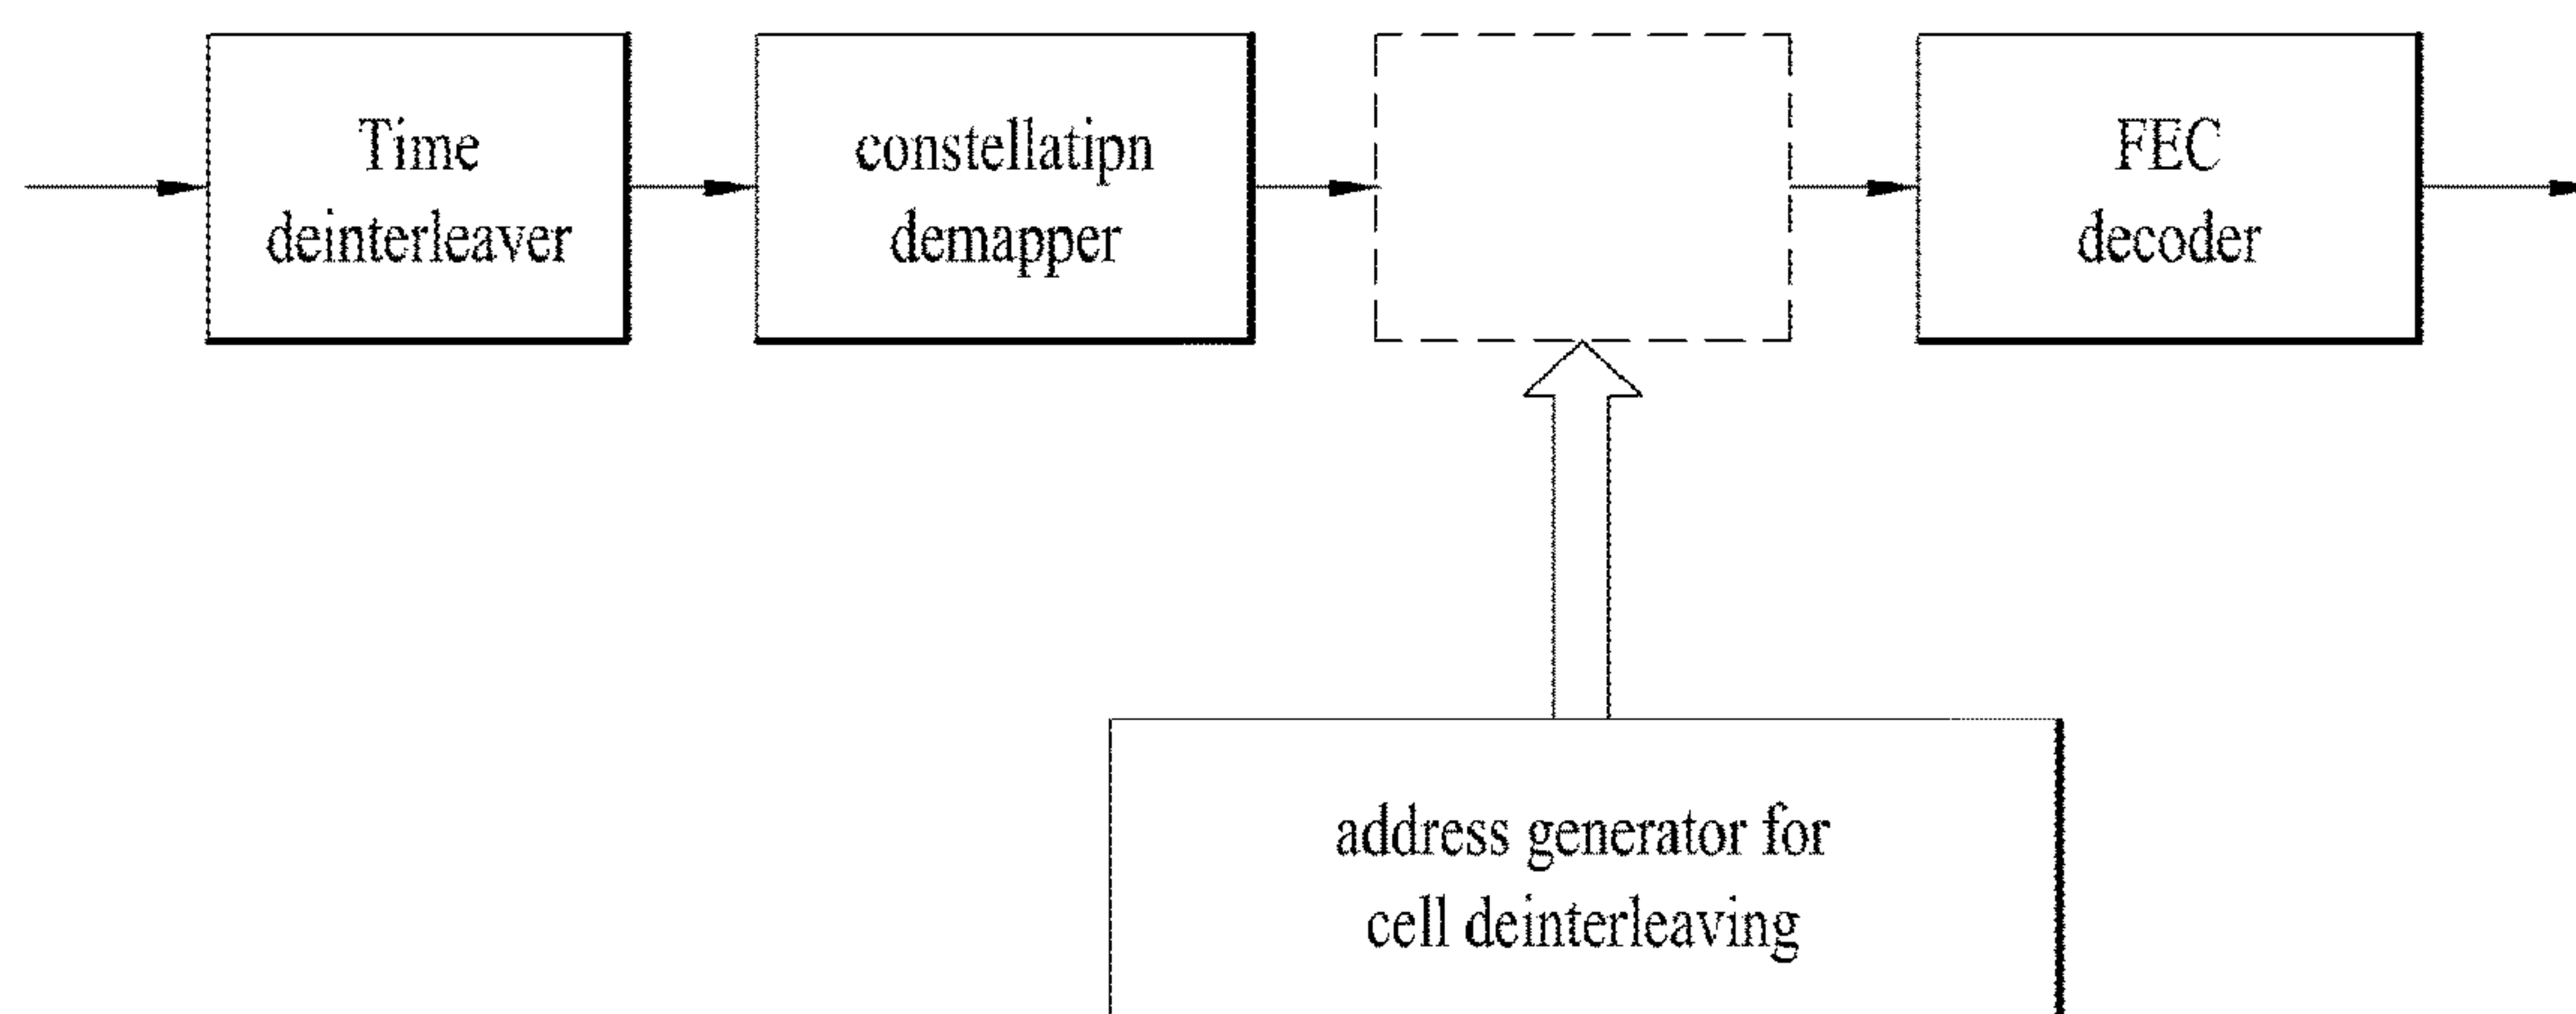 Time
deinterleaver
constellatipn
demapper
FEC
decoder
address generator for
cell deinterleaving